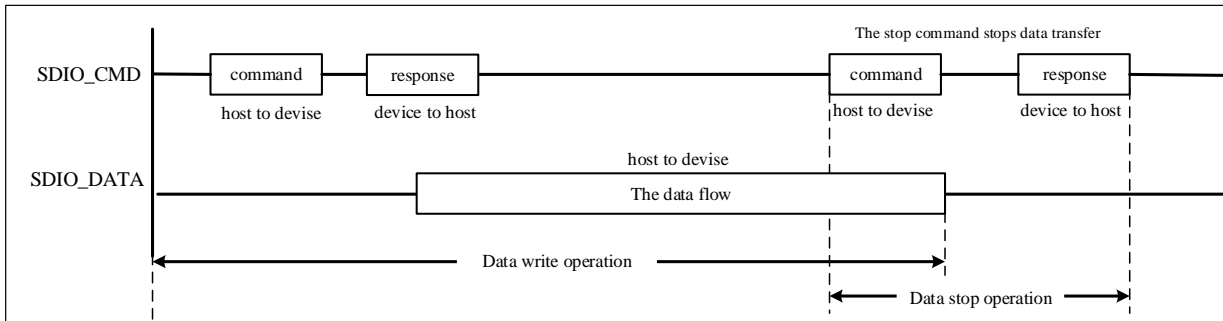 The stop command stops data transfer
SDIO_CMD
command
response
command
response
host to devise
device to host
host to devise
device to host
host to devise
SDIO_DATA
The data flow
Data write operation
Data stop operation